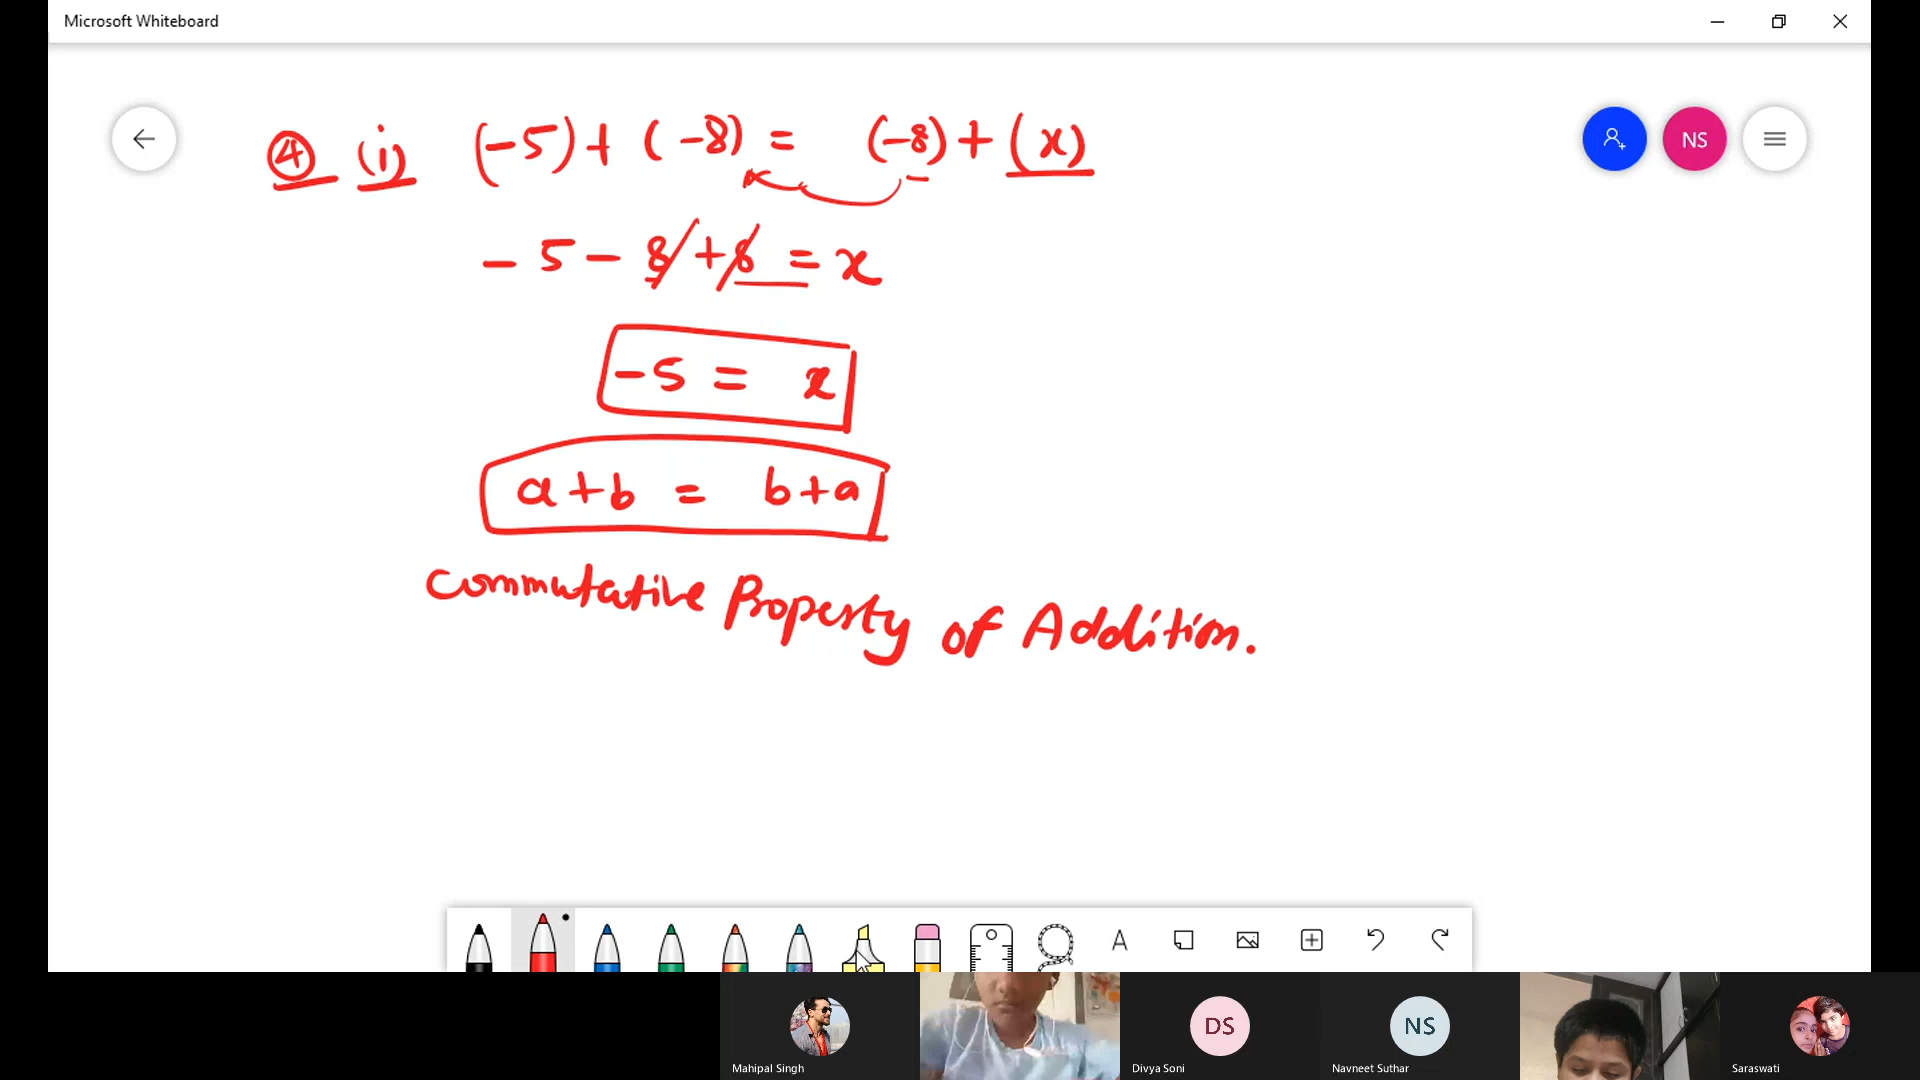 Microsoft Whiteboard
④ (i) (-5)+(-8) = (-8)+(x)
NS
-5-8+8 = x
-5 = x
a+b = b+a
Commutative Property of Addition.
A
DS
NS
Mahipal Singh
Divya Soni
Navneet Suthar
Saraswati